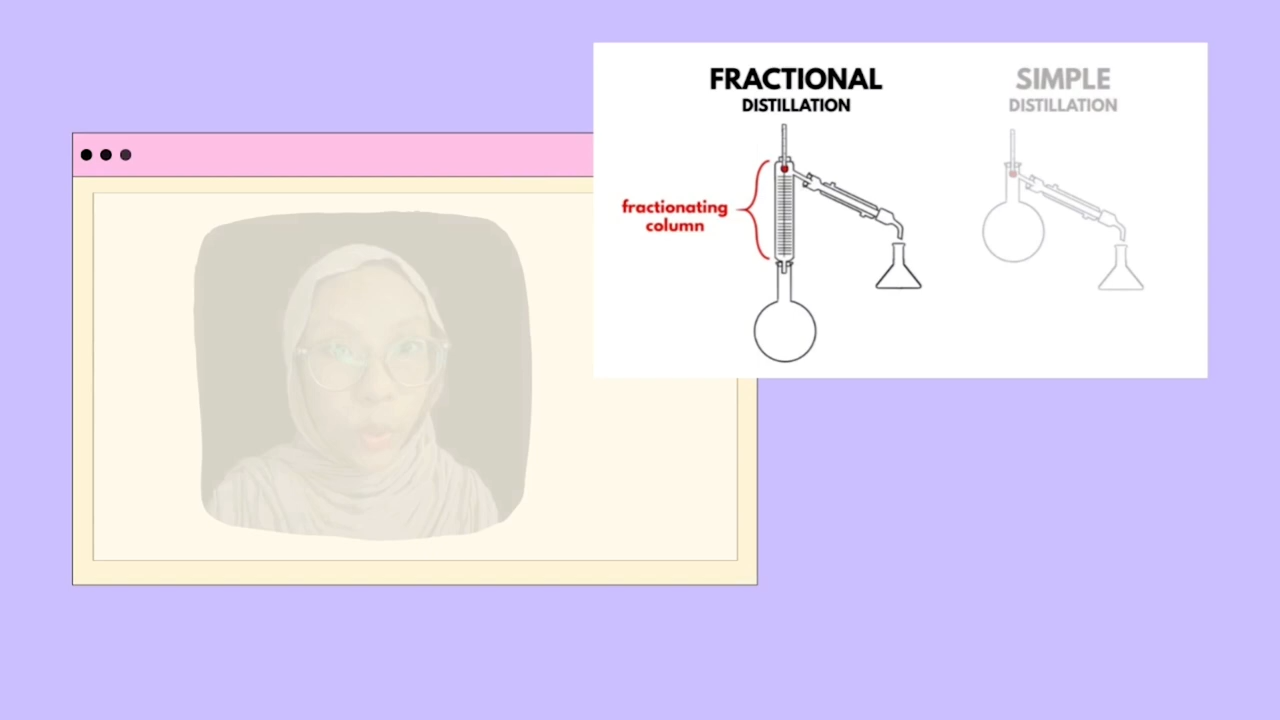 FRACTIONAL
DISTILLATION
fractionating
column
SIMPLE
DISTILLATION